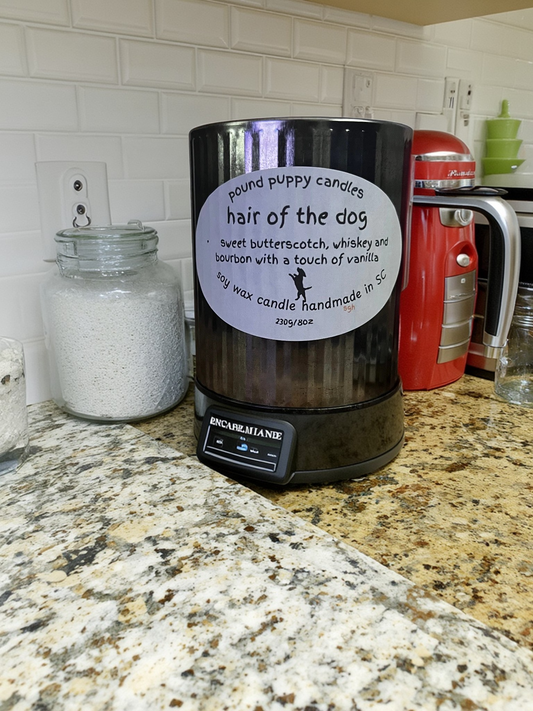 pound puppy candles
hair of the dog
sweet butterscotch, whiskey and
bourbon with a touch of vanilla
soy wax candle handmade in SC
230g/8oz